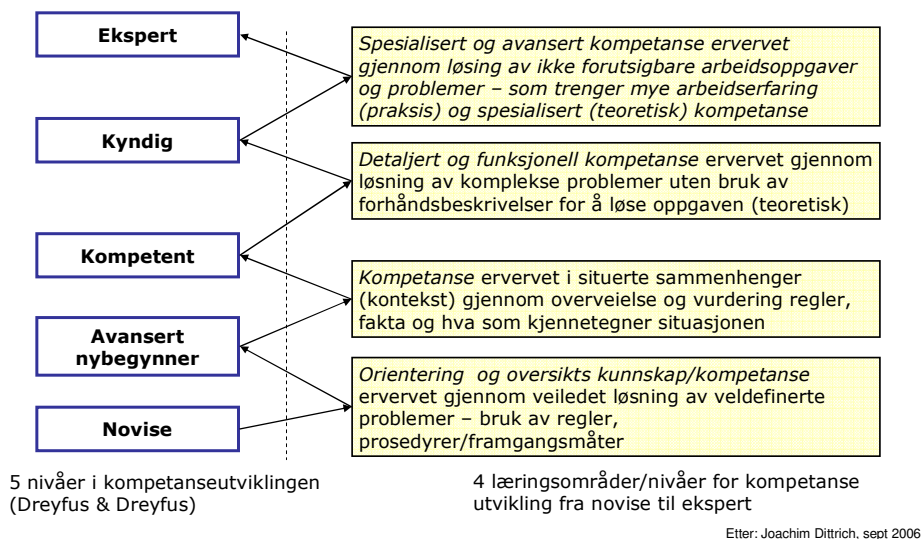 Ekspert
Spesialisert og avansert kompetanse ervervet
gjennom løsing av ikke forutsigbare arbeidsoppgaver
og problemer – som trenger mye arbeidserfaring
(praksis) og spesialisert (teoretisk) kompetanse
Kyndig
Detaljert og funksjonell kompetanse ervervet gjennom
løsning av komplekse problemer uten bruk av
forhåndsbeskrivelser for å løse oppgaven (teoretisk)
Kompetent
Kompetanse ervervet i situerte sammenhenger
(kontekst) gjennom overveielse og vurdering regler,
fakta og hva som kjennetegner situasjonen
Avansert
nybegynner
Orientering og oversikts kunnskap/kompetanse
ervervet gjennom veiledet løsning av veldefinerte
problemer – bruk av regler,
prosedyrer/framgangsmåter
Novise
5 nivåer i kompetanseutviklingen
(Dreyfus & Dreyfus)
4 læringsområder/nivåer for kompetanse
utvikling fra novise til ekspert
Etter: Joachim Dittrich, sept 2006